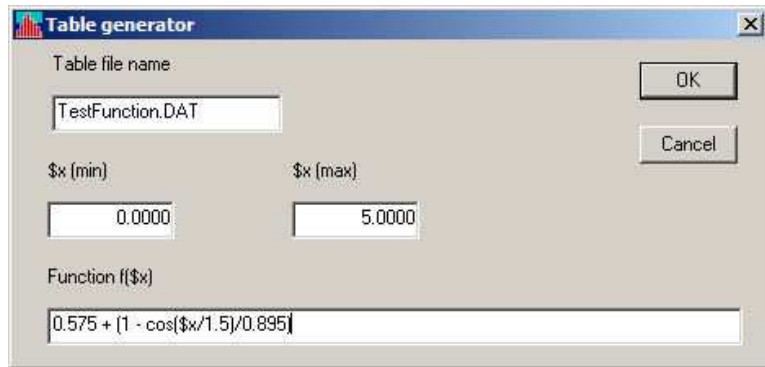 Table generator
Table file name
OK
TestFunction.DAT
Cancel
$x (min) $x (max)
0.0000 5.0000
Function f($x)
0.575 + (1 - cos($x/1.5)/0.895)